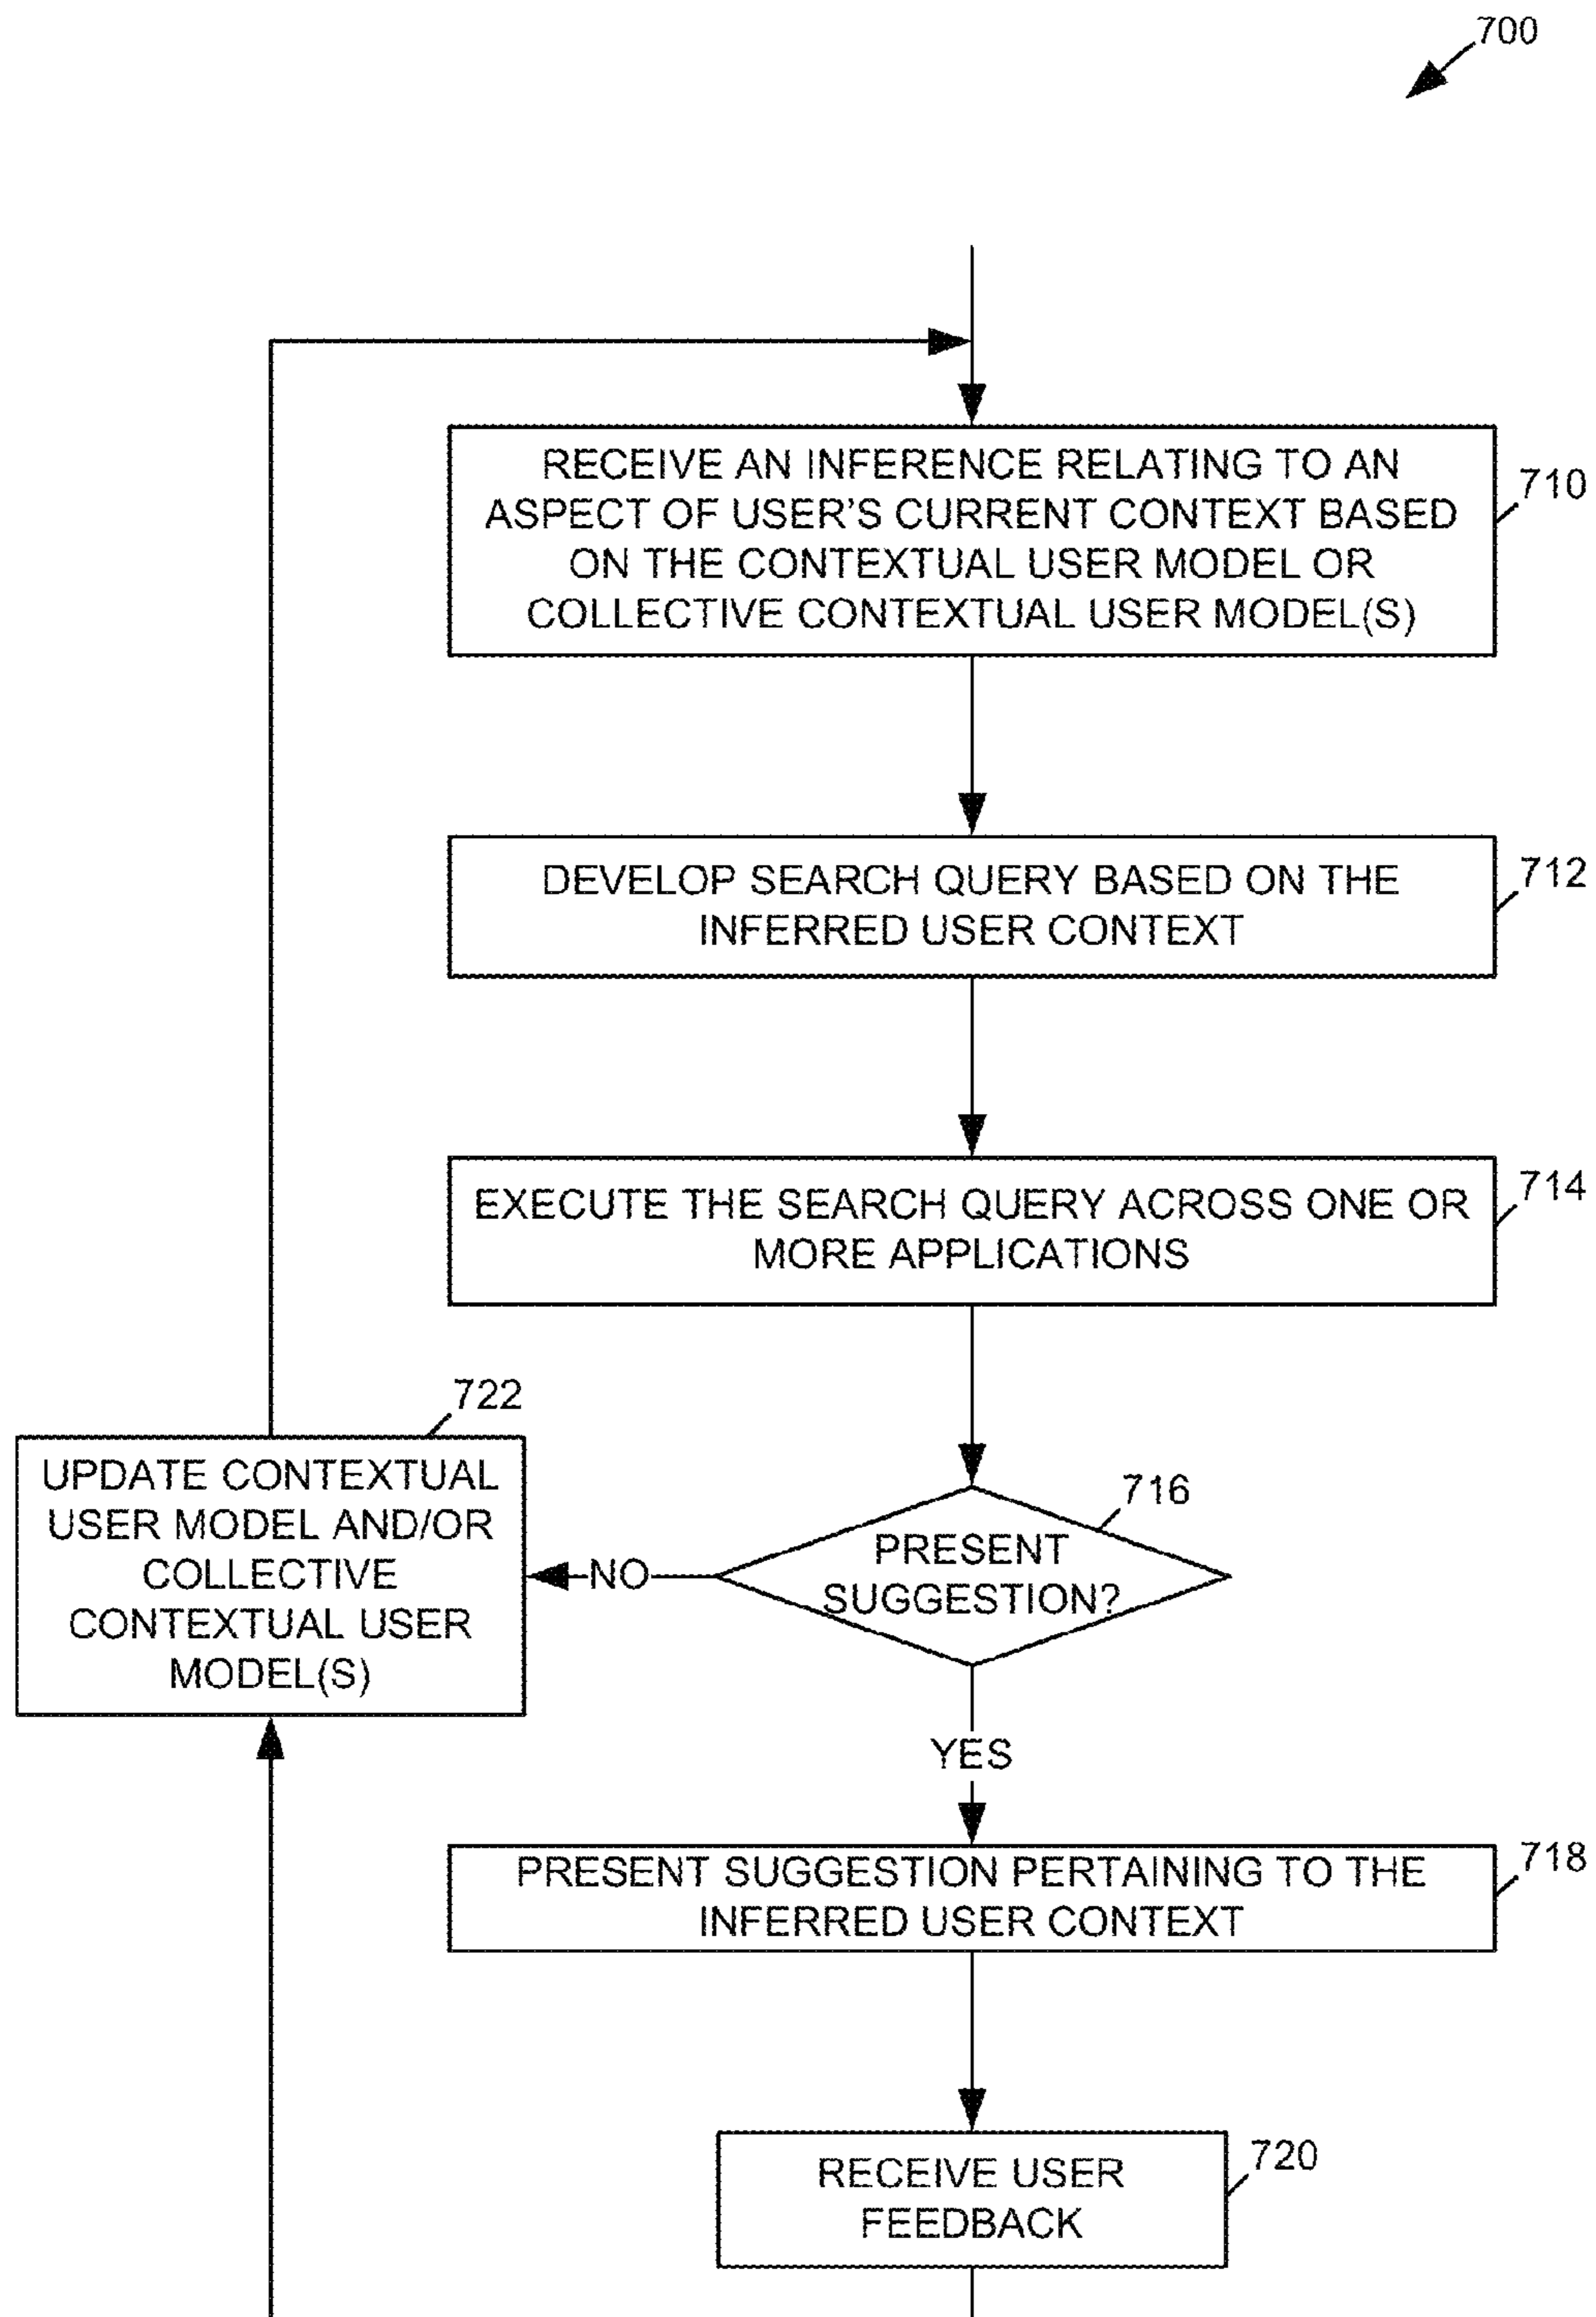 700
RECEIVE AN INFERENCE RELATING TO AN
ASPECT OF USER'S CURRENT CONTEXT BASED
ON THE CONTEXTUAL USER MODEL OR
COLLECTIVE CONTEXTUAL USER MODEL(S)
710
DEVELOP SEARCH QUERY BASED ON THE
INFERRED USER CONTEXT
712
EXECUTE THE SEARCH QUERY ACROSS ONE OR
MORE APPLICATIONS
714
722
UPDATE CONTEXTUAL
USER MODEL AND/OR
COLLECTIVE
CONTEXTUAL USER
MODEL(S)
716
PRESENT
SUGGESTION?
NO
YES
PRESENT SUGGESTION PERTAINING TO THE
INFERRED USER CONTEXT
718
RECEIVE USER
FEEDBACK
720